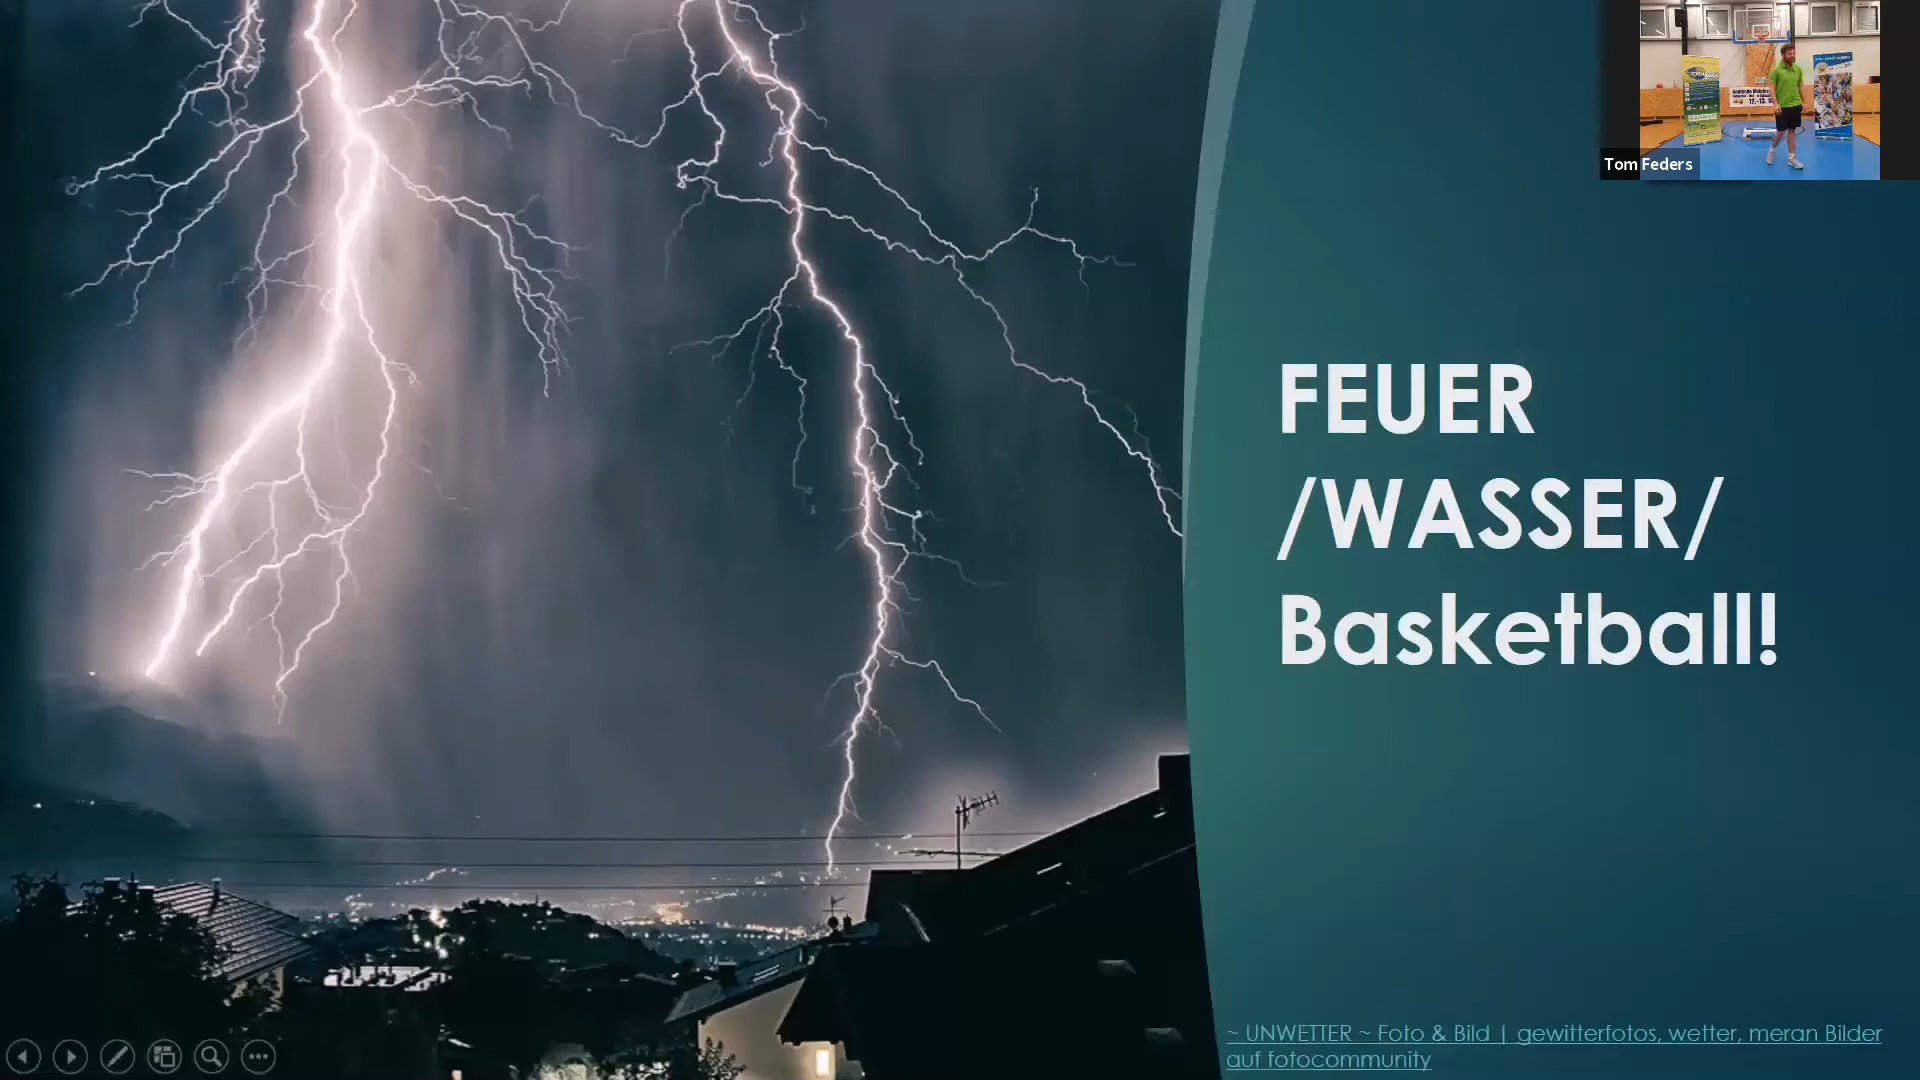 FEUER
/WASSER/
Basketball!
Tom Feders
~ UNWETTER ~ Foto & Bild | gewitterfotos, wetter, meran Bilder
auf fotocommunity